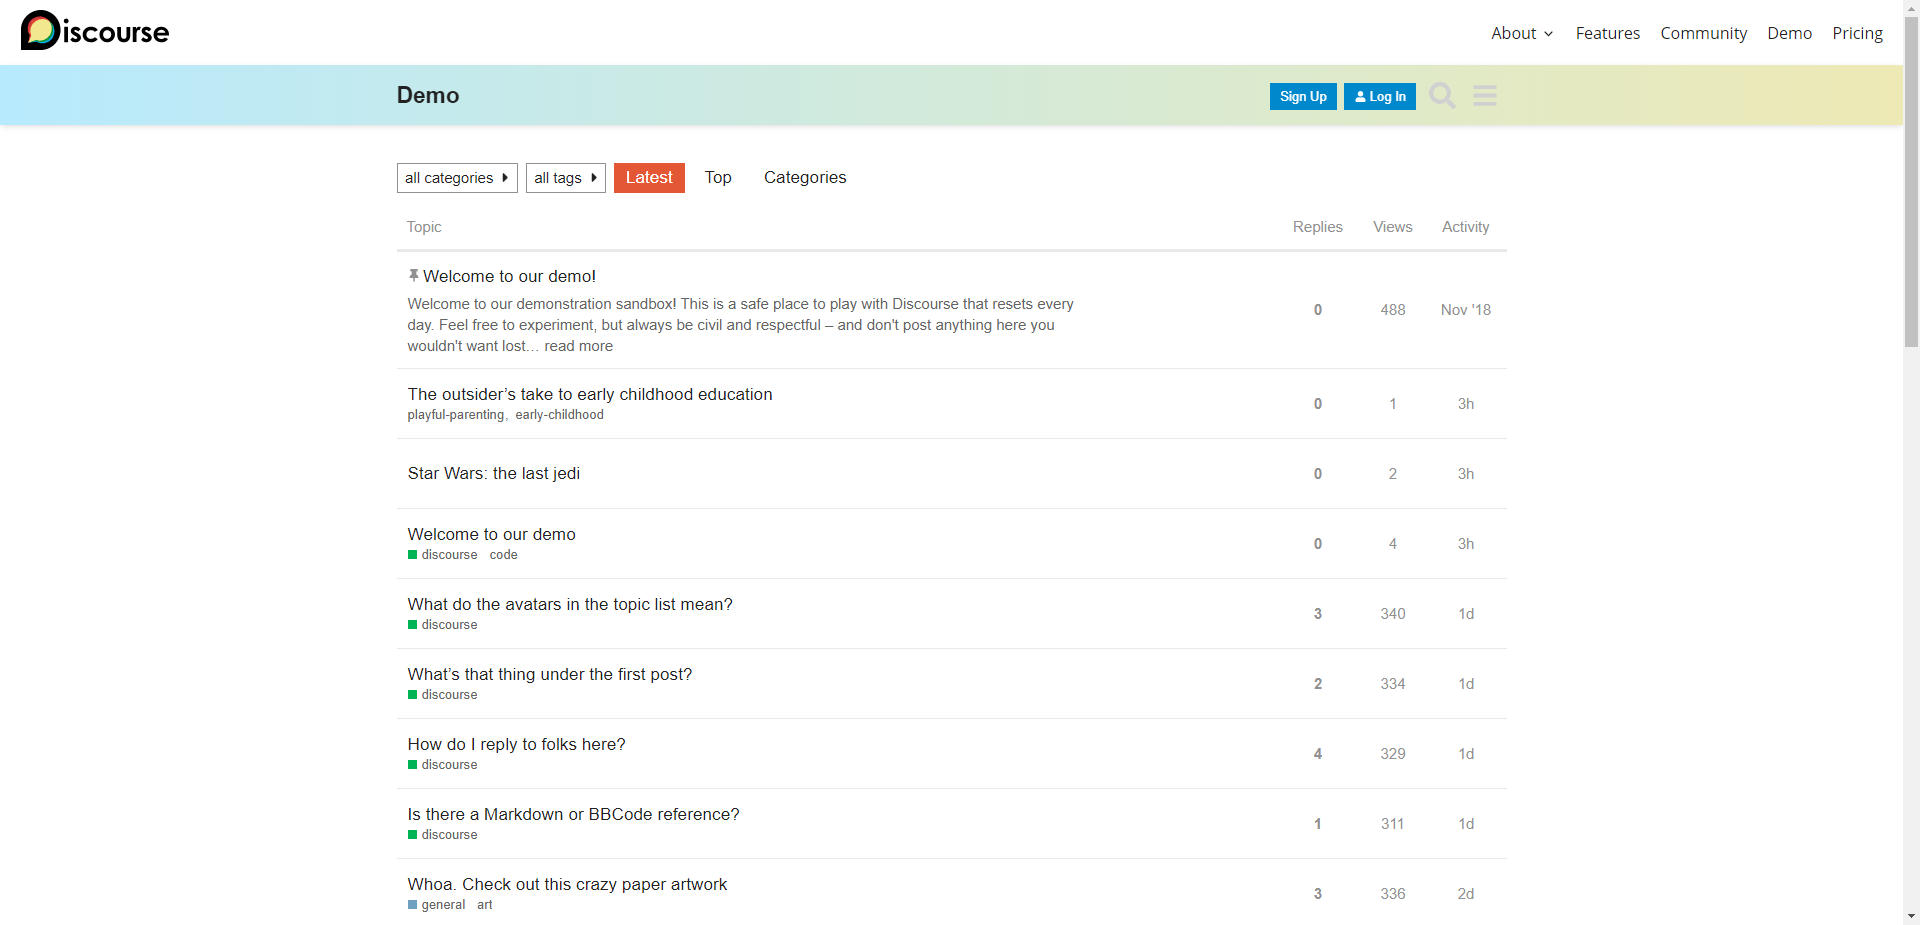 Discourse
About Features Community Demo Pricing
Demo
Sign Up Log In
all categories all tags Latest Top Categories
Topic Replies Views Activity
Welcome to our demo!
Welcome to our demonstration sandbox! This is a safe place to play with Discourse that resets every
day. Feel free to experiment, but always be civil and respectful – and don't post anything here you
wouldn't want lost… read more
0 488 Nov '18
The outsider’s take to early childhood education
playful-parenting, early-childhood
0 1 3h
Star Wars: the last jedi
0 2 3h
Welcome to our demo
discourse code
0 4 3h
What do the avatars in the topic list mean?
discourse
3 340 1d
What’s that thing under the first post?
discourse
2 334 1d
How do I reply to folks here?
discourse
4 329 1d
Is there a Markdown or BBCode reference?
discourse
1 311 1d
Whoa. Check out this crazy paper artwork
general art
3 336 2d